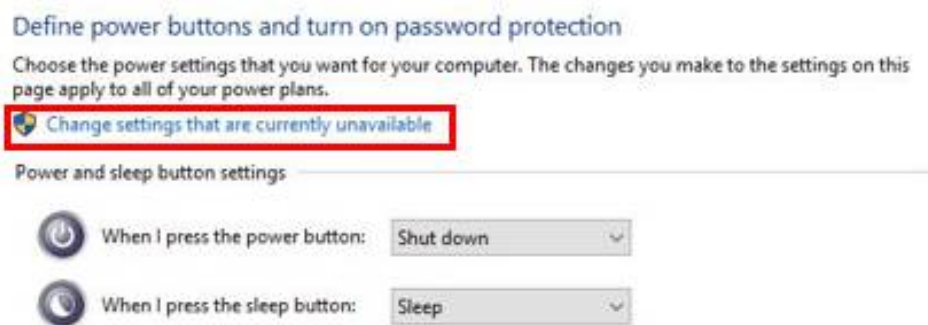 Define power buttons and turn on password protection
Choose the power settings that you want for your computer. The changes you make to the settings on this
page apply to all of your power plans.
Change settings that are currently unavailable
Power and sleep button settings
When I press the power button: Shut down
When I press the sleep button: Sleep